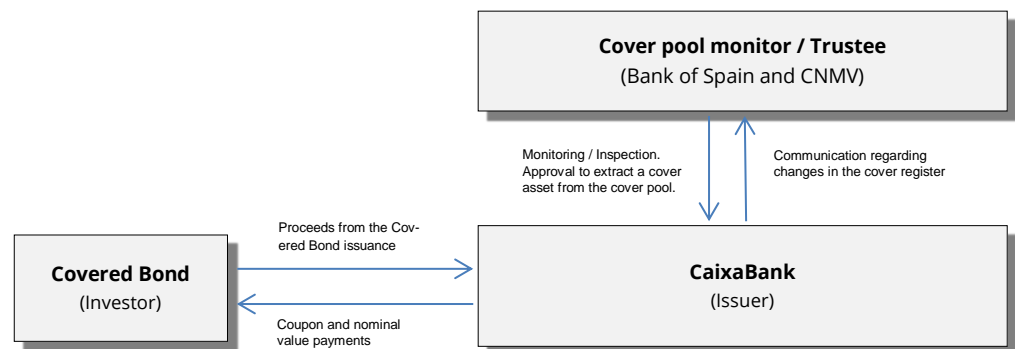 Cover pool monitor / Trustee
(Bank of Spain and CNMV)
Monitoring / Inspection.
Approval to extract a cover
asset from the cover pool.
Communication regarding
changes in the cover register
Proceeds from the Cov-
ered Bond issuance
Covered Bond
(Investor)
CaixaBank
(Issuer)
Coupon and nominal
value payments